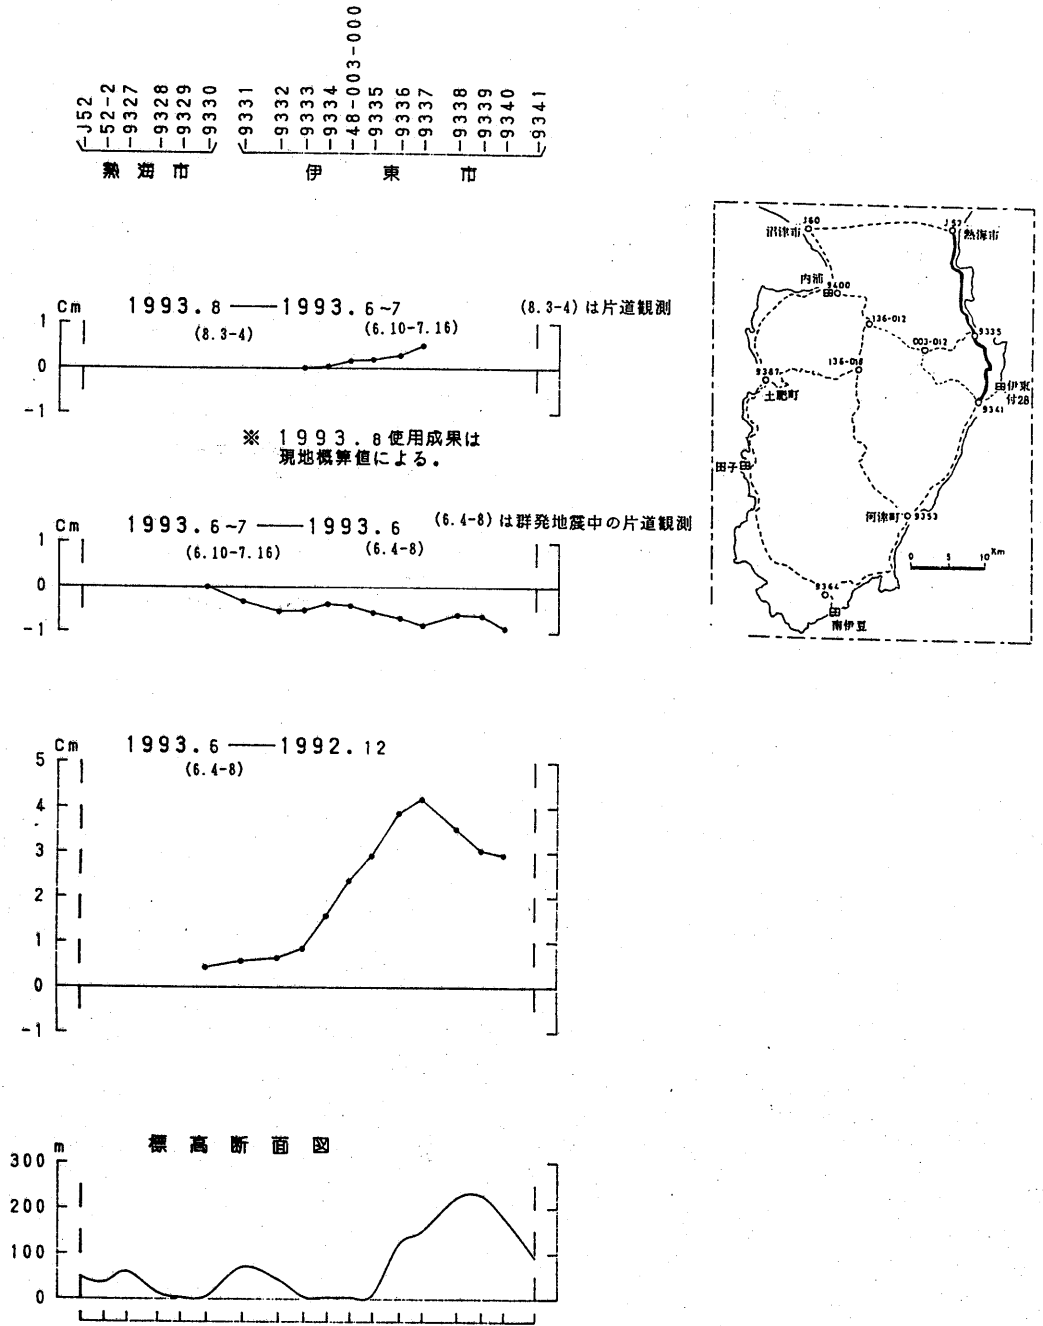 -J52
-52-2
-9327
-9328
-9329
-9330
-9331
-9332
-9333
-9334
-48-003-000
-9335
-9336
-9337
-9338
-9339
-9340
-9341
熱海市
伊東市
Cm
1993.8 ── 1993.6~7
(8.3-4)
(6.10-7.16)
(8.3-4)は片道観測
1
0
-1
※ 1993.8使用成果は
現地概算値による.
Cm
1993.6~7 ── 1993.6
(6.10-7.16)
(6.4-8)
(6.4-8)は群発地震中の片道観測
1
0
-1
Cm
1993.6 ── 1992.12
(6.4-8)
5
4
3
2
1
0
-1
m
標高断面図
300
200
100
0
J60
沼津市
J52
熱海市
内浦
9400
136-012
003-012
9335
136-018
9387
土肥町
伊東
付28
9341
田子
河津町
9353
0 5 10Km
9364
南伊豆